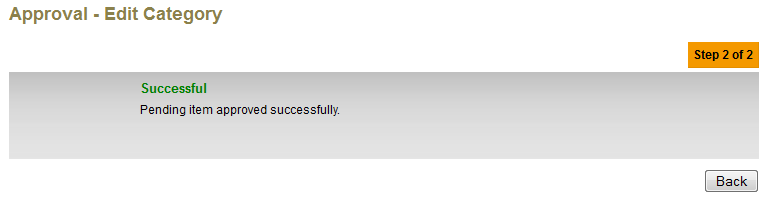 Approval - Edit Category
Step 2 of 2
Successful
Pending item approved successfully.
Back